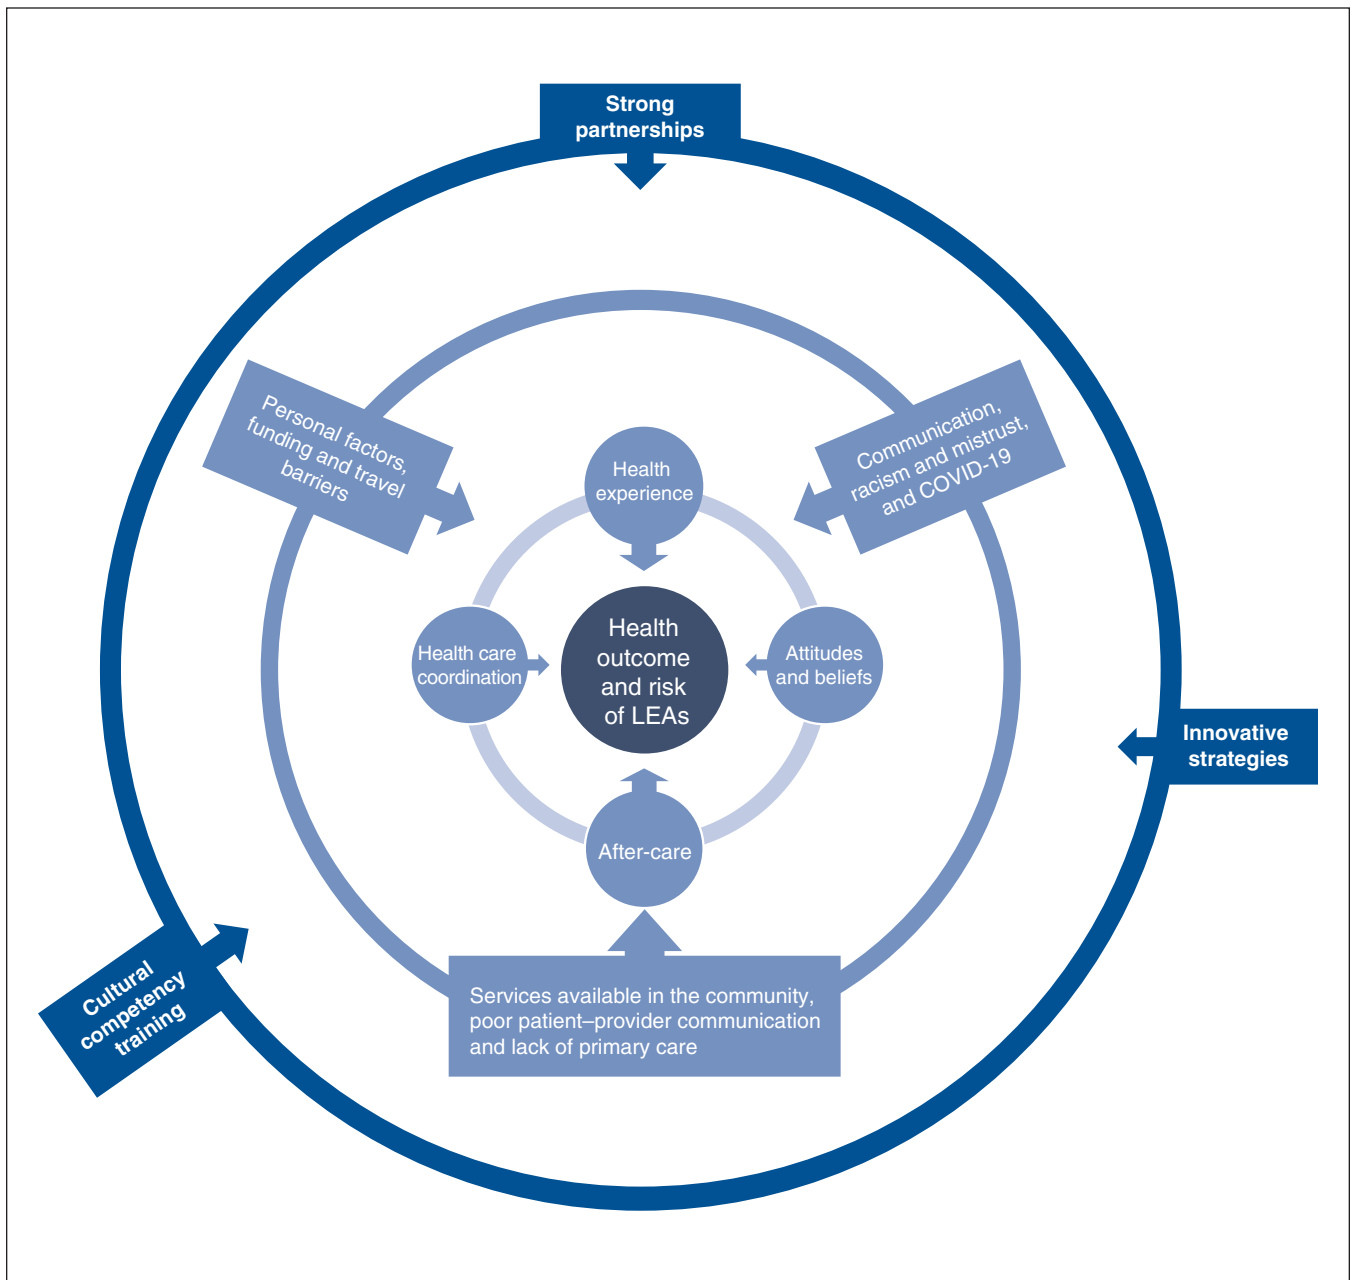 Strong
partnerships
Personal factors,
funding and travel
barriers
Communication,
racism and mistrust,
and COVID-19
Health
experience
Health care
coordination
Health
outcome
and risk
of LEAs
Attitudes
and beliefs
Innovative
strategies
After-care
Cultural
competency
training
Services available in the community,
poor patient–provider communication
and lack of primary care